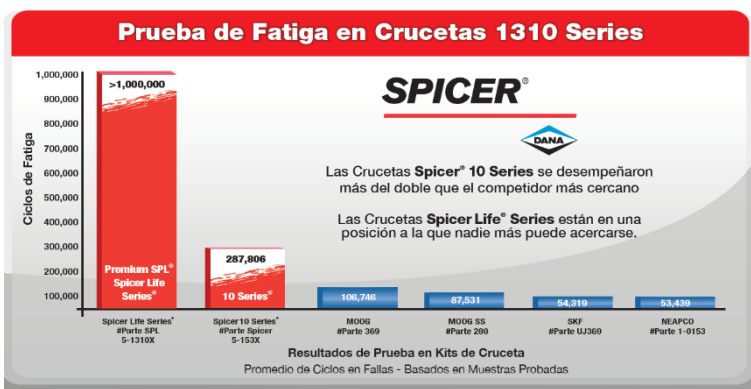 Prueba de Fatiga en Crucetas 1310 Series
Ciclos de Fatiga
1,000,000
900,000
800,000
700,000
600,000
500,000
400,000
300,000
200,000
100,000
>1,000,000
Premium SPL®
Spicer Life
Series®
287,806
10 Series®
106,746
87,531
54,319
53,439
SPICER®
DANA
Las Crucetas Spicer® 10 Series se desempeñaron
más del doble que el competidor más cercano
Las Crucetas Spicer Life® Series están en una
posición a la que nadie más puede acercarse.
Spicer Life Series®
#Parte SPL
5-1310X
Spicer10 Series®
#Parte Spicer
5-153X
MOOG
#Parte 369
MOOG SS
#Parte 280
SKF
#Parte UJ369
NEAPCO
#Parte 1-0153
Resultados de Prueba en Kits de Cruceta
Promedio de Ciclos en Fallas - Basados en Muestras Probadas